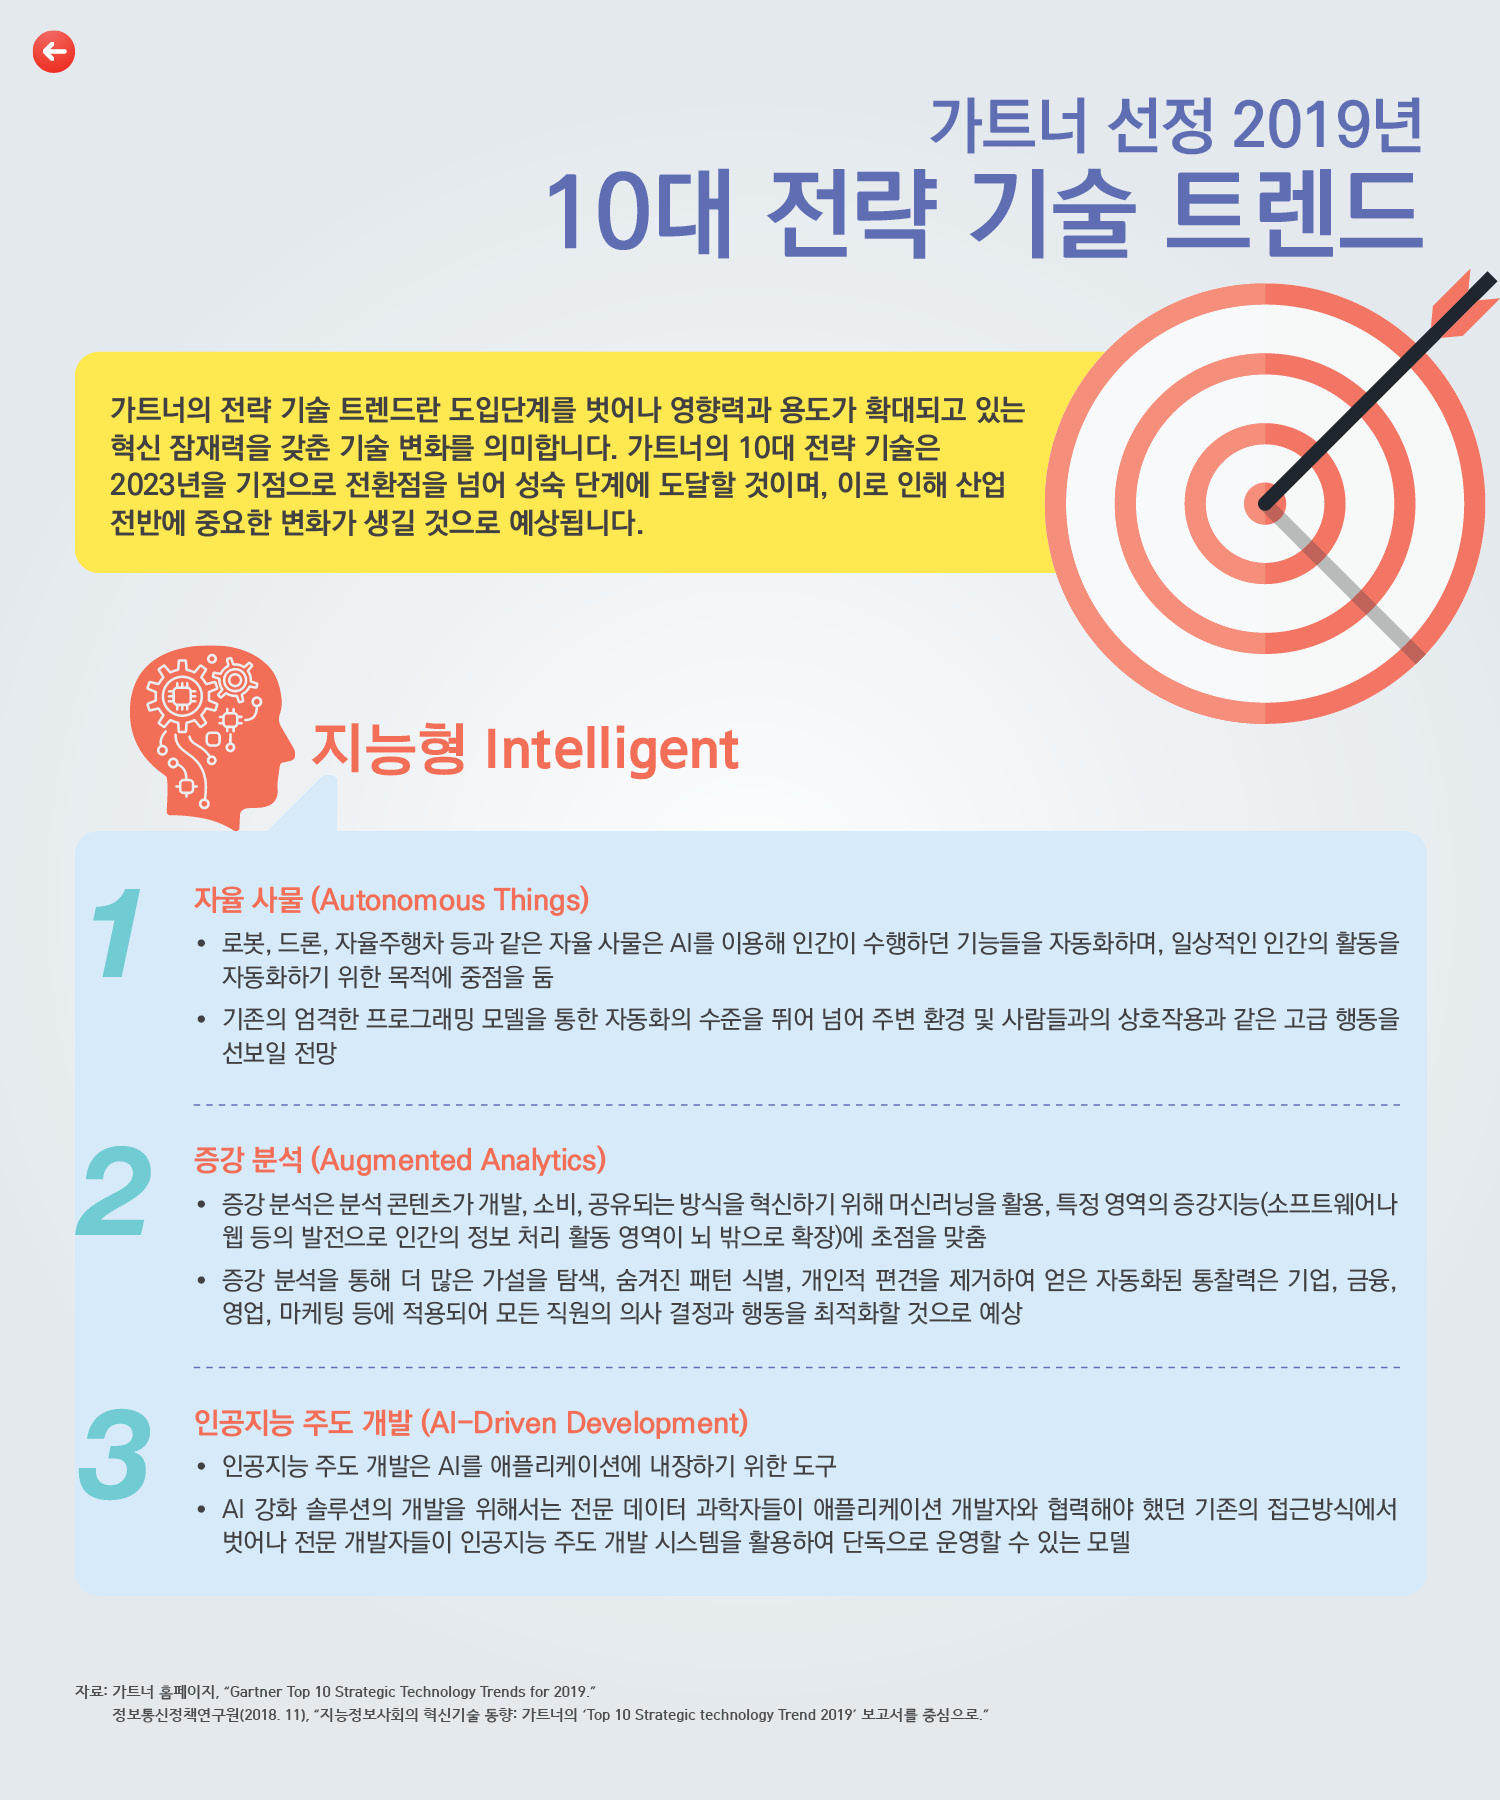 가트너 선정 2019년
10대 전략 기술 트렌드
가트너의 전략 기술 트렌드란 도입단계를 벗어나 영향력과 용도가 확대되고 있는
혁신 잠재력을 갖춘 기술 변화를 의미합니다. 가트너의 10대 전략 기술은
2023년을 기점으로 전환점을 넘어 성숙 단계에 도달할 것이며, 이로 인해 산업
전반에 중요한 변화가 생길 것으로 예상됩니다.
지능형 Intelligent
1
자율 사물 (Autonomous Things)
• 로봇, 드론, 자율주행차 등과 같은 자율 사물은 AI를 이용해 인간이 수행하던 기능들을 자동화하며, 일상적인 인간의 활동을
자동화하기 위한 목적에 중점을 둠
• 기존의 엄격한 프로그래밍 모델을 통한 자동화의 수준을 뛰어 넘어 주변 환경 및 사람들과의 상호작용과 같은 고급 행동을
선보일 전망
2
증강 분석 (Augmented Analytics)
• 증강 분석은 분석 콘텐츠가 개발, 소비, 공유되는 방식을 혁신하기 위해 머신러닝을 활용, 특정 영역의 증강지능(소프트웨어나
웹 등의 발전으로 인간의 정보 처리 활동 영역이 뇌 밖으로 확장)에 초점을 맞춤
• 증강 분석을 통해 더 많은 가설을 탐색, 숨겨진 패턴 식별, 개인적 편견을 제거하여 얻은 자동화된 통찰력은 기업, 금융,
영업, 마케팅 등에 적용되어 모든 직원의 의사 결정과 행동을 최적화할 것으로 예상
3
인공지능 주도 개발 (AI-Driven Development)
• 인공지능 주도 개발은 AI를 애플리케이션에 내장하기 위한 도구
• AI 강화 솔루션의 개발을 위해서는 전문 데이터 과학자들이 애플리케이션 개발자와 협력해야 했던 기존의 접근방식에서
벗어나 전문 개발자들이 인공지능 주도 개발 시스템을 활용하여 단독으로 운영할 수 있는 모델
자료: 가트너 홈페이지, “Gartner Top 10 Strategic Technology Trends for 2019.”
정보통신정책연구원(2018. 11), “지능정보사회의 혁신기술 동향: 가트너의 ‘Top 10 Strategic technology Trend 2019’ 보고서를 중심으로.”